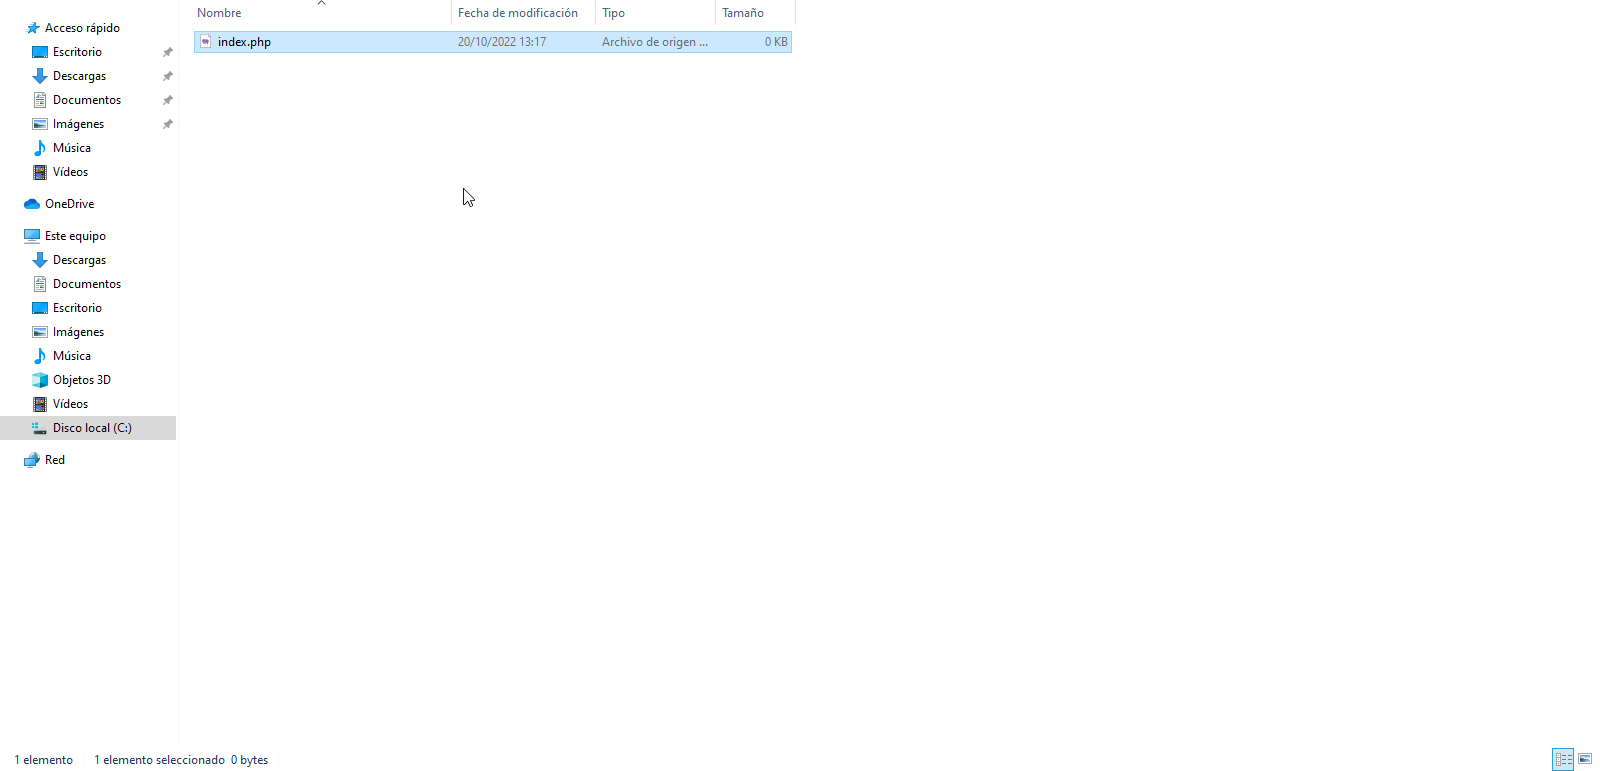 Nombre Fecha de modificación Tipo Tamaño
index.php 20/10/2022 13:17 Archivo de origen ... 0 KB
Acceso rápido
Escritorio
Descargas
Documentos
Imágenes
Música
Vídeos
OneDrive
Este equipo
Descargas
Documentos
Escritorio
Imágenes
Música
Objetos 3D
Vídeos
Disco local (C:)
Red
1 elemento 1 elemento seleccionado 0 bytes